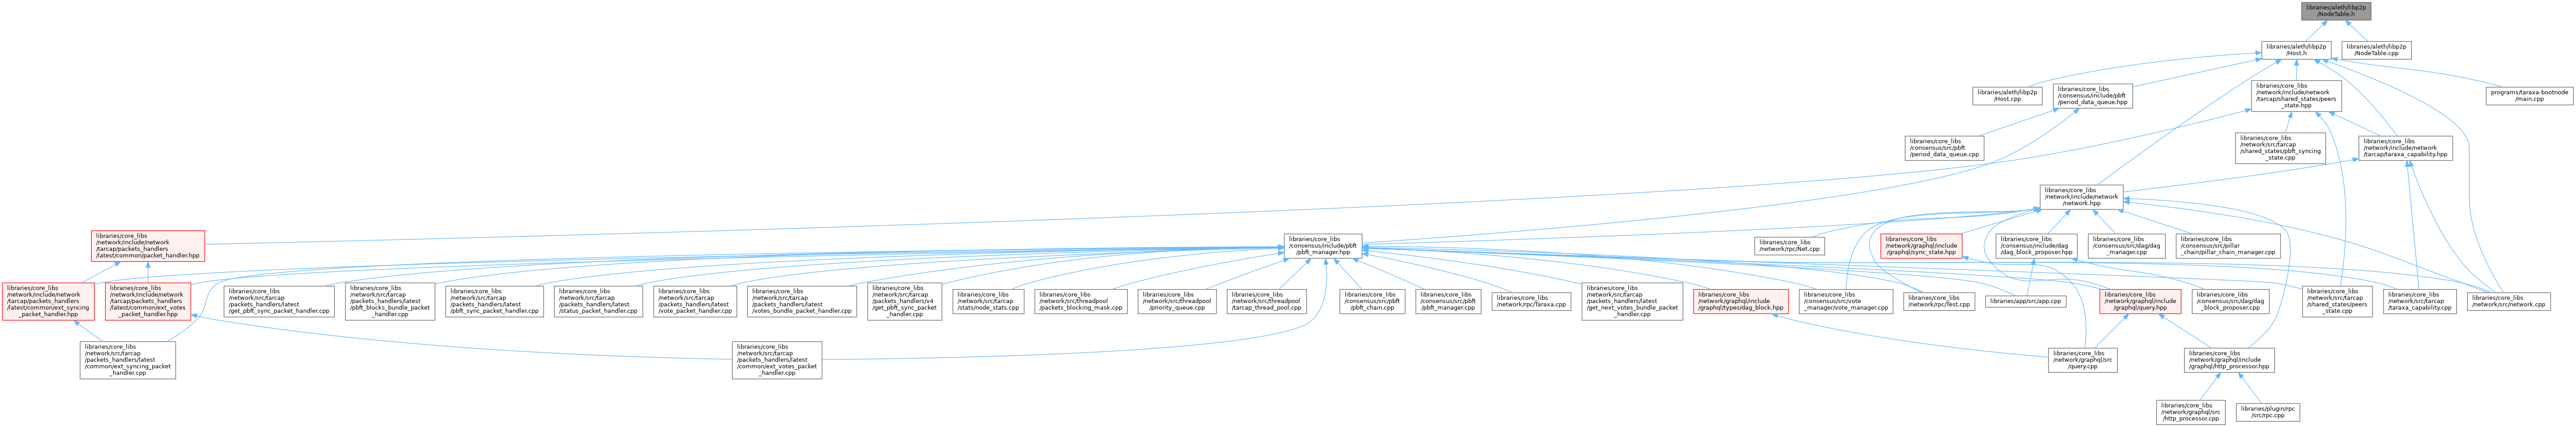 libraries/aleth/libp2p
/NodeTable.h
libraries/aleth/libp2p
/Host.h
libraries/aleth/libp2p
/NodeTable.cpp
libraries/aleth/libp2p
/Host.cpp
libraries/core_libs
/consensus/include/pbft
/period_data_queue.hpp
libraries/core_libs
/network/include/network
/tarcap/shared_states/peers
_state.hpp
programs/taraxa-bootnode
/main.cpp
libraries/core_libs
/consensus/src/pbft
/period_data_queue.cpp
libraries/core_libs
/network/src/tarcap
/shared_states/pbft_syncing
_state.cpp
libraries/core_libs
/network/include/network
/tarcap/taraxa_capability.hpp
libraries/core_libs
/network/include/network
/network.hpp
libraries/core_libs
/network/include/network
/tarcap/packets_handlers
/latest/common/packet_handler.hpp
libraries/core_libs
/consensus/include/pbft
/pbft_manager.hpp
libraries/core_libs
/network/rpc/Net.cpp
libraries/core_libs
/network/graphql/include
/graphql/sync_state.hpp
libraries/core_libs
/consensus/include/dag
/dag_block_proposer.hpp
libraries/core_libs
/consensus/src/dag/dag
_manager.cpp
libraries/core_libs
/consensus/src/pillar
_chain/pillar_chain_manager.cpp
libraries/core_libs
/network/include/network
/tarcap/packets_handlers
/latest/common/ext_syncing
_packet_handler.hpp
libraries/core_libs
/network/include/network
/tarcap/packets_handlers
/latest/common/ext_votes
_packet_handler.hpp
libraries/core_libs
/network/src/tarcap
/packets_handlers/latest
/get_pbft_sync_packet_handler.cpp
libraries/core_libs
/network/src/tarcap
/packets_handlers/latest
/pbft_blocks_bundle_packet
_handler.cpp
libraries/core_libs
/network/src/tarcap
/packets_handlers/latest
/pbft_sync_packet_handler.cpp
libraries/core_libs
/network/src/tarcap
/packets_handlers/latest
/status_packet_handler.cpp
libraries/core_libs
/network/src/tarcap
/packets_handlers/latest
/vote_packet_handler.cpp
libraries/core_libs
/network/src/tarcap
/packets_handlers/latest
/votes_bundle_packet_handler.cpp
libraries/core_libs
/network/src/tarcap
/packets_handlers/v4
/get_pbft_sync_packet
_handler.cpp
libraries/core_libs
/network/src/tarcap
/stats/node_stats.cpp
libraries/core_libs
/network/src/threadpool
/packets_blocking_mask.cpp
libraries/core_libs
/network/src/threadpool
/priority_queue.cpp
libraries/core_libs
/network/src/threadpool
/tarcap_thread_pool.cpp
libraries/core_libs
/consensus/src/pbft
/pbft_chain.cpp
libraries/core_libs
/consensus/src/pbft
/pbft_manager.cpp
libraries/core_libs
/network/rpc/Taraxa.cpp
libraries/core_libs
/network/src/tarcap
/packets_handlers/latest
/get_next_votes_bundle_packet
_handler.cpp
libraries/core_libs
/network/graphql/include
/graphql/types/dag_block.hpp
libraries/core_libs
/consensus/src/vote
_manager/vote_manager.cpp
libraries/core_libs
/network/rpc/Test.cpp
libraries/app/src/app.cpp
libraries/core_libs
/network/graphql/include
/graphql/query.hpp
libraries/core_libs
/consensus/src/dag/dag
_block_proposer.cpp
libraries/core_libs
/network/src/tarcap
/shared_states/peers
_state.cpp
libraries/core_libs
/network/src/tarcap
/taraxa_capability.cpp
libraries/core_libs
/network/src/network.cpp
libraries/core_libs
/network/src/tarcap
/packets_handlers/latest
/common/ext_syncing_packet
_handler.cpp
libraries/core_libs
/network/src/tarcap
/packets_handlers/latest
/common/ext_votes_packet
_handler.cpp
libraries/core_libs
/network/graphql/src
/query.cpp
libraries/core_libs
/network/graphql/include
/graphql/http_processor.hpp
libraries/core_libs
/network/graphql/src
/http_processor.cpp
libraries/plugin/rpc
/src/rpc.cpp